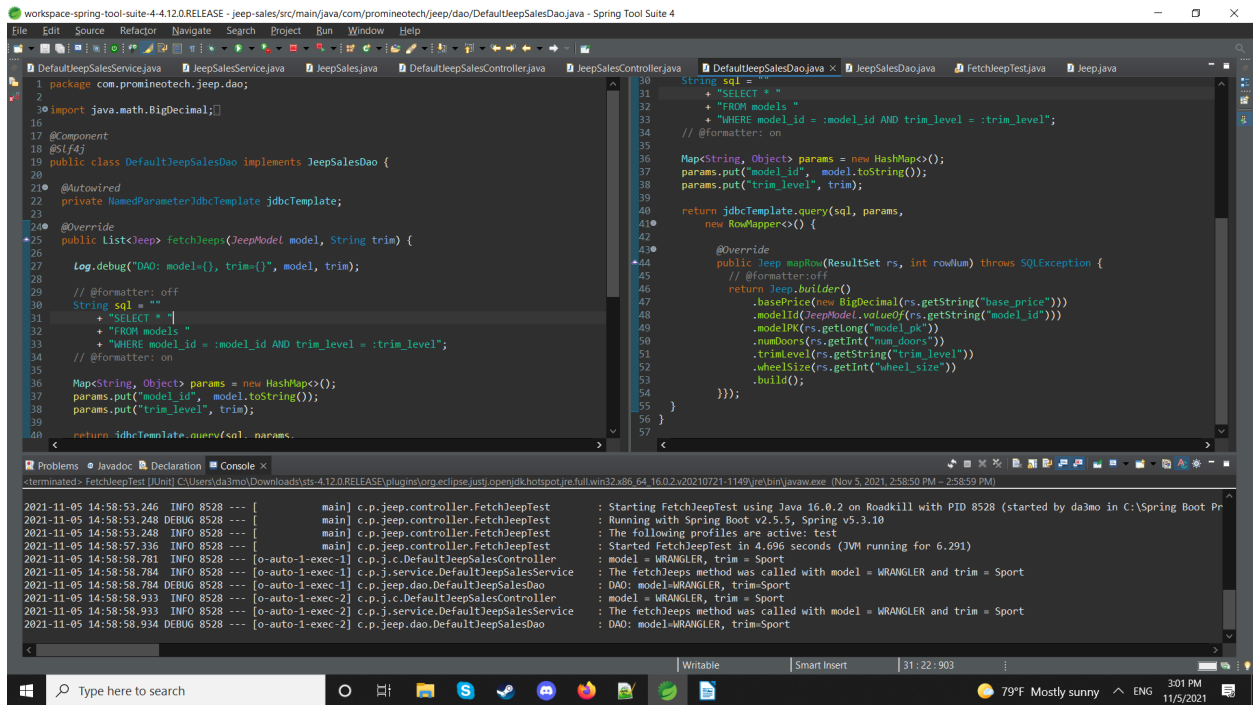 workspace-spring-tool-suite-4-4.12.0.RELEASE - jeep-sales/src/main/java/com/promineotech/jeep/dao/DefaultJeepSalesDao.java - Spring Tool Suite 4
File Edit Source Refactor Navigate Search Project Run Window Help
DefaultJeepSalesService.java JeepSalesService.java JeepSales.java DefaultJeepSalesController.java JeepSalesController.java DefaultJeepSalesDao.java JeepSalesDao.java FetchJeepTest.java Jeep.java
1 package com.promineotech.jeep.dao;
2
3 import java.math.BigDecimal;
16
17 @Component
18 @Slf4j
19 public class DefaultJeepSalesDao implements JeepSalesDao {
20
21 @Autowired
22 private NamedParameterJdbcTemplate jdbcTemplate;
23
24 @Override
25 public List<Jeep> fetchJeeps(JeepModel model, String trim) {
26
27 log.debug("DAO: model={}, trim={}", model, trim);
28
29 // @formatter: off
30 String sql = ""
31 + "SELECT * "
32 + "FROM models "
33 + "WHERE model_id = :model_id AND trim_level = :trim_level";
34 // @formatter: on
35
36 Map<String, Object> params = new HashMap<>();
37 params.put("model_id", model.toString());
38 params.put("trim_level", trim);
39
40 return jdbcTemplate.query(sql, params,
30 String sql = ""
31 + "SELECT * "
32 + "FROM models "
33 + "WHERE model_id = :model_id AND trim_level = :trim_level";
34 // @formatter: on
35
36 Map<String, Object> params = new HashMap<>();
37 params.put("model_id", model.toString());
38 params.put("trim_level", trim);
39
40 return jdbcTemplate.query(sql, params,
41 new RowMapper<>() {
42
43 @Override
44 public Jeep mapRow(ResultSet rs, int rowNum) throws SQLException {
45 // @formatter:off
46 return Jeep.builder()
47 .basePrice(new BigDecimal(rs.getString("base_price")))
48 .modelId(JeepModel.valueOf(rs.getString("model_id")))
49 .modelPK(rs.getLong("model_pk"))
50 .numDoors(rs.getInt("num_doors"))
51 .trimLevel(rs.getString("trim_level"))
52 .wheelSize(rs.getInt("wheel_size"))
53 .build();
54 }});
55 }
56 }
57
Problems Javadoc Declaration Console
<terminated> FetchJeepTest [JUnit] C:\Users\da3mo\Downloads\sts-4.12.0.RELEASE\plugins\org.eclipse.justj.openjdk.hotspot.jre.full.win32.x86_64_16.0.2.v20210721-1149\jre\bin\javaw.exe (Nov 5, 2021, 2:58:50 PM – 2:58:59 PM)
2021-11-05 14:58:53.246 INFO 8528 --- [ main] c.p.jeep.controller.FetchJeepTest : Starting FetchJeepTest using Java 16.0.2 on Roadkill with PID 8528 (started by da3mo in C:\Spring Boot Pr
2021-11-05 14:58:53.248 DEBUG 8528 --- [ main] c.p.jeep.controller.FetchJeepTest : Running with Spring Boot v2.5.5, Spring v5.3.10
2021-11-05 14:58:53.248 INFO 8528 --- [ main] c.p.jeep.controller.FetchJeepTest : The following profiles are active: test
2021-11-05 14:58:57.336 INFO 8528 --- [ main] c.p.jeep.controller.FetchJeepTest : Started FetchJeepTest in 4.696 seconds (JVM running for 6.291)
2021-11-05 14:58:58.781 INFO 8528 --- [o-auto-1-exec-1] c.p.j.c.DefaultJeepSalesController : model = WRANGLER, trim = Sport
2021-11-05 14:58:58.784 INFO 8528 --- [o-auto-1-exec-1] c.p.j.service.DefaultJeepSalesService : The fetchJeeps method was called with model = WRANGLER and trim = Sport
2021-11-05 14:58:58.784 DEBUG 8528 --- [o-auto-1-exec-1] c.p.jeep.dao.DefaultJeepSalesDao : DAO: model=WRANGLER, trim=Sport
2021-11-05 14:58:58.933 INFO 8528 --- [o-auto-1-exec-2] c.p.j.c.DefaultJeepSalesController : model = WRANGLER, trim = Sport
2021-11-05 14:58:58.933 INFO 8528 --- [o-auto-1-exec-2] c.p.j.service.DefaultJeepSalesService : The fetchJeeps method was called with model = WRANGLER and trim = Sport
2021-11-05 14:58:58.934 DEBUG 8528 --- [o-auto-1-exec-2] c.p.jeep.dao.DefaultJeepSalesDao : DAO: model=WRANGLER, trim=Sport
Writable Smart Insert 31 : 22 : 903
Type here to search
79°F Mostly sunny ENG 3:01 PM
11/5/2021